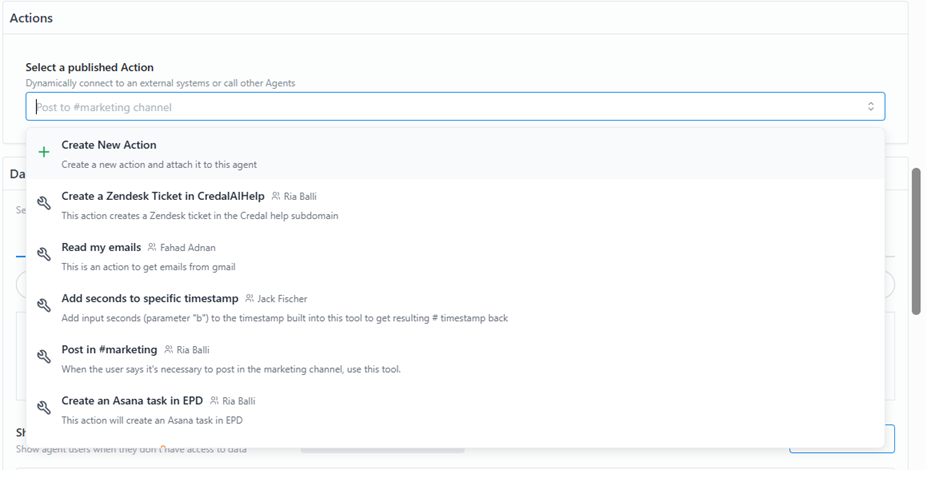 Actions
Select a published Action
Dynamically connect to an external systems or call other Agents
Post to #marketing channel
Create New Action
Create a new action and attach it to this agent
Da
Create a Zendesk Ticket in CredalAIHelp Ria Balli
Se
This action creates a Zendesk ticket in the Credal help subdomain
Read my emails Fahad Adnan
This is an action to get emails from gmail
Add seconds to specific timestamp Jack Fischer
Add input seconds (parameter "b") to the timestamp built into this tool to get resulting # timestamp back
Post in #marketing Ria Balli
When the user says it's necessary to post in the marketing channel, use this tool.
Create an Asana task in EPD Ria Balli
This action will create an Asana task in EPD
Sh
Show agent users when they don't have access to data